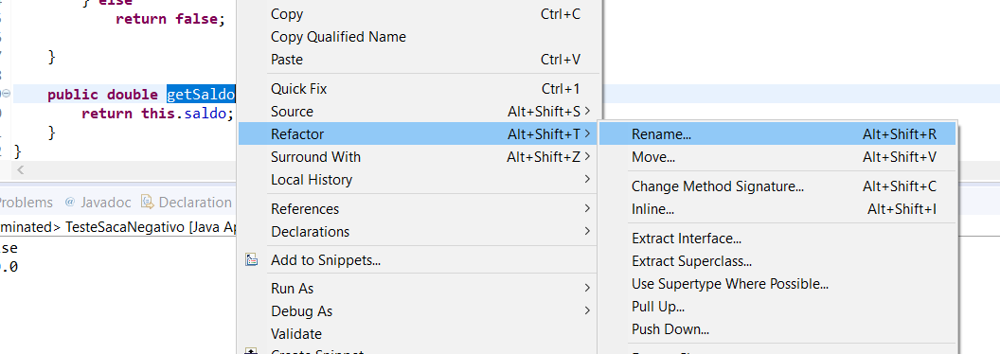 } else
return false;
}
public double getSaldo
return this.saldo;
}
}
Problems @ Javadoc Declaration
minated> TesteSacaNegativo [Java Ap
se
.0
Copy Ctrl+C
Copy Qualified Name
Paste Ctrl+V
Quick Fix Ctrl+1
Source Alt+Shift+S >
Refactor Alt+Shift+T >
Surround With Alt+Shift+Z >
Local History >
References >
Declarations >
Add to Snippets...
Run As >
Debug As >
Validate
Create Snippet
Rename... Alt+Shift+R
Move... Alt+Shift+V
Change Method Signature... Alt+Shift+C
Inline... Alt+Shift+I
Extract Interface...
Extract Superclass...
Use Supertype Where Possible...
Pull Up...
Push Down...